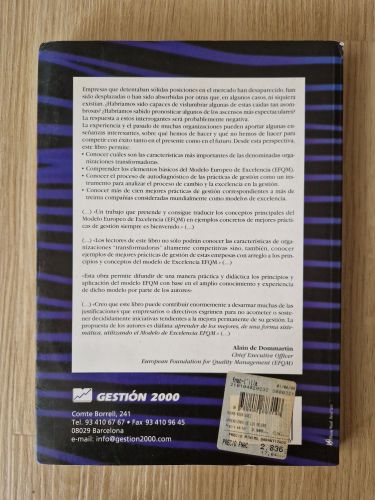 Empresas que detentaban sólidas posiciones en el mercado han desaparecido, han
sido desplazadas o han sido absorbidas por otras que, en algunos casos, ni siquiera
existían. ¿Habríamos sido capaces de vislumbrar algunas de estas caídas tan asom-
brosas? ¿Habríamos sabido pronosticar algunos de los ascensos más espectaculares?
La respuesta a estos interrogantes será probablemente negativa.
La experiencia y el pasado de muchas organizaciones pueden aportar algunas en-
señanzas interesantes, sobre qué hemos de hacer y qué no hemos de hacer para
competir con éxito tanto en el presente como en el futuro. Desde esta perspectiva,
este libro permite:
• Conocer cuáles son las características más importantes de las denominadas orga-
nizaciones transformadoras.
• Comprender los elementos básicos del Modelo Europeo de Excelencia (EFQM).
• Conocer el proceso de autodiagnóstico de las prácticas de gestión como un ins-
trumento para analizar el proceso de cambio y la excelencia en la gestión.
• Conocer más de cien mejores prácticas de gestión correspondientes a más de
treinta compañías consideradas mundialmente como modelos de excelencia.
(...) «Un trabajo que pretende y consigue traducir los conceptos principales del
Modelo Europeo de Excelencia (EFQM) en ejemplos concretos de mejores prácti-
cas de gestión siempre es bienvenido.» (...)
(...) «Los lectores de este libro no sólo podrán conocer las características de orga-
nizaciones "transformadoras" altamente competitivas sino, también, conocer
ejemplos de mejores prácticas de gestión de estas empresas con arreglo a los prin-
cipios y conceptos del modelo de Excelencia EFQM.» (...)
«Esta obra permite difundir de una manera práctica y didáctica los principios y
aplicación del modelo EFQM con base en el amplio conocimiento y experiencia
de dicho modelo por parte de los autores»
(...) «Creo que este libro puede contribuir enormemente a desarmar muchas de las
justificaciones que empresarios o directivos esgrimen para no acometer o soste-
ner decididamente iniciativas tendentes a la mejora permanente de su gestión. La
propuesta de los autores es diáfana: aprender de los mejores, de una forma siste-
mática, utilizando el Modelo de Excelencia EFQM.» (...)
Alain de Dommartin
Chief Executive Officer
European Foundation for Quality Management (EFQM)
GESTIÓN 2000
Comte Borrell, 241
Tel. 93 410 67 67 • Fax 93 410 96 45
08029 Barcelona
e-mail: info@gestion2000.com
PRECIO FNAC
2.836